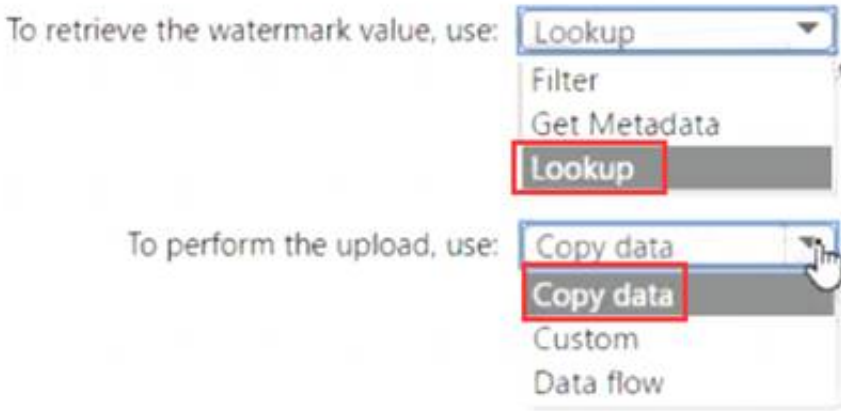 To retrieve the watermark value, use: Lookup
Filter
Get Metadata
Lookup
To perform the upload, use: Copy data
Copy data
Custom
Data flow